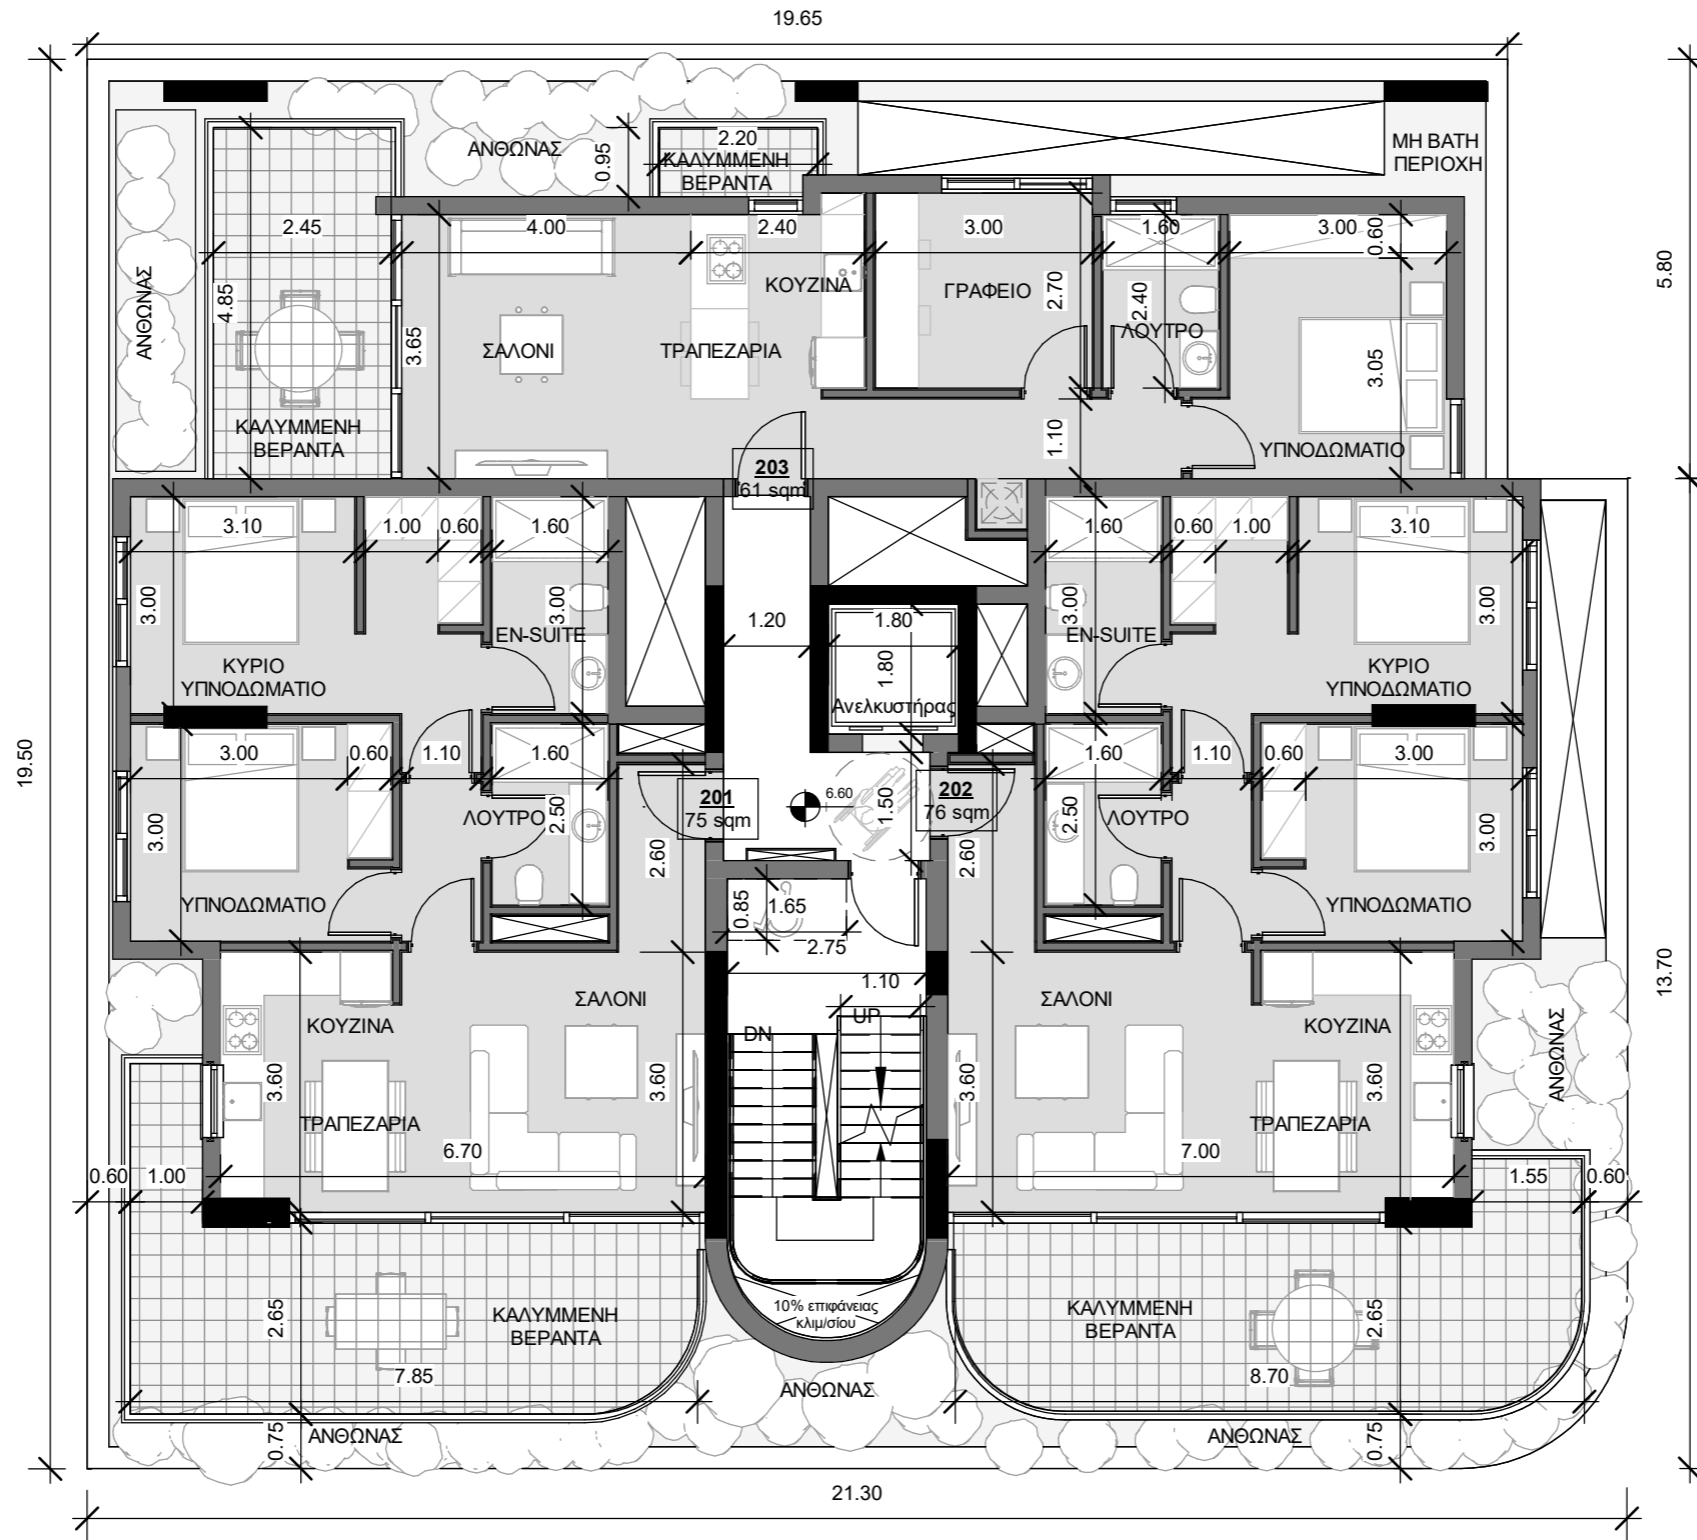 19.65
ΑΝΘΩΝΑΣ
0.95
2.20
ΚΑΛΥΜΜΕΝΗ
ΒΕΡΑΝΤΑ
ΜΗ ΒΑΤΗ
ΠΕΡΙΟΧΗ
2.45
4.00
2.40
3.00
1.60
3.00
0.60
5.80
ΑΝΘΩΝΑΣ
4.85
3.65
ΚΟΥΖΙΝΑ
ΓΡΑΦΕΙΟ
2.70
2.40
ΛΟΥΤΡΟ
ΣΑΛΟΝΙ
ΤΡΑΠΕΖΑΡΙΑ
3.05
ΚΑΛΥΜΜΕΝΗ
ΒΕΡΑΝΤΑ
1.10
ΥΠΝΟΔΩΜΑΤΙΟ
203
61 sqm
3.10
1.00
0.60
1.60
1.60
0.60
1.00
3.10
3.00
3.00
EN-SUITE
1.20
1.80
1.80
Ανελκυστήρας
3.00
EN-SUITE
3.00
ΚΥΡΙΟ
ΥΠΝΟΔΩΜΑΤΙΟ
ΚΥΡΙΟ
ΥΠΝΟΔΩΜΑΤΙΟ
19.50
3.00
0.60
1.10
1.60
1.60
1.10
0.60
3.00
201
75 sqm
6.60
1.50
202
76 sqm
3.00
ΛΟΥΤΡΟ
2.50
2.50
ΛΟΥΤΡΟ
3.00
2.60
2.60
ΥΠΝΟΔΩΜΑΤΙΟ
0.85
1.65
ΥΠΝΟΔΩΜΑΤΙΟ
2.75
1.10
13.70
ΣΑΛΟΝΙ
ΣΑΛΟΝΙ
ΚΟΥΖΙΝΑ
DN
UP
ΚΟΥΖΙΝΑ
ΑΝΘΩΝΑΣ
3.60
3.60
3.60
3.60
ΤΡΑΠΕΖΑΡΙΑ
ΤΡΑΠΕΖΑΡΙΑ
6.70
7.00
0.60
1.00
1.55
0.60
2.65
ΚΑΛΥΜΜΕΝΗ
ΒΕΡΑΝΤΑ
10% επιφάνειας
κλιμ/σίου
ΚΑΛΥΜΜΕΝΗ
ΒΕΡΑΝΤΑ
2.65
7.85
ΑΝΘΩΝΑΣ
8.70
0.75
ΑΝΘΩΝΑΣ
ΑΝΘΩΝΑΣ
0.75
21.30